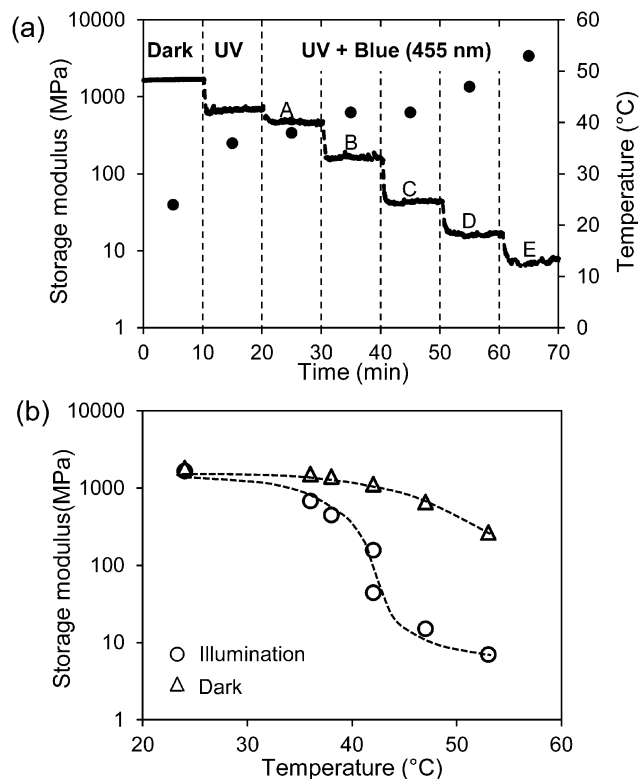 (a)
Dark UV UV + Blue (455 nm)
A
B
C
D
E
Storage modulus (MPa)
10000
1000
100
10
1
Temperature (°C)
60
50
40
30
20
10
0
0 10 20 30 40 50 60 70
Time (min)
(b)
Storage modulus(MPa)
10000
1000
100
10
1
Illumination
Dark
20 30 40 50 60
Temperature (°C)